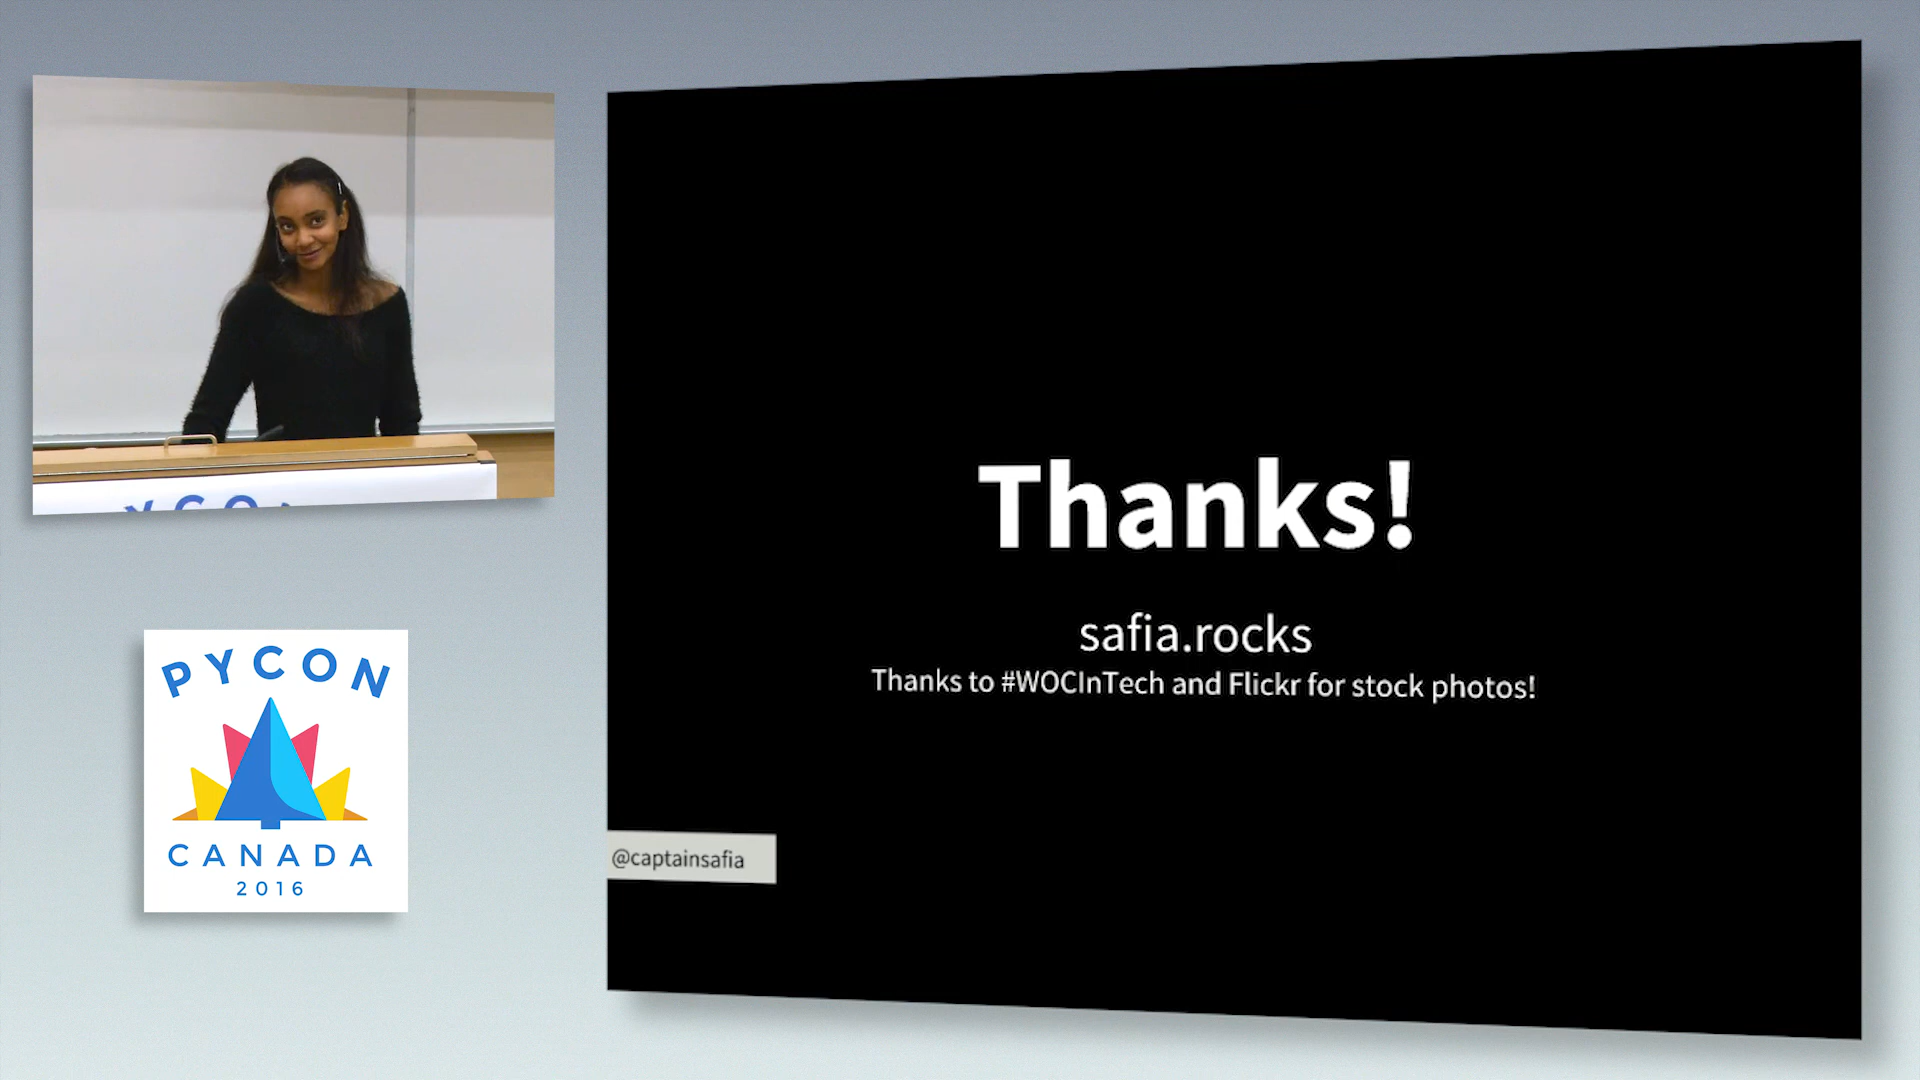 PYCON
CANADA
2016
Thanks!
safia.rocks
Thanks to #WOCInTech and Flickr for stock photos!
@captainsafia